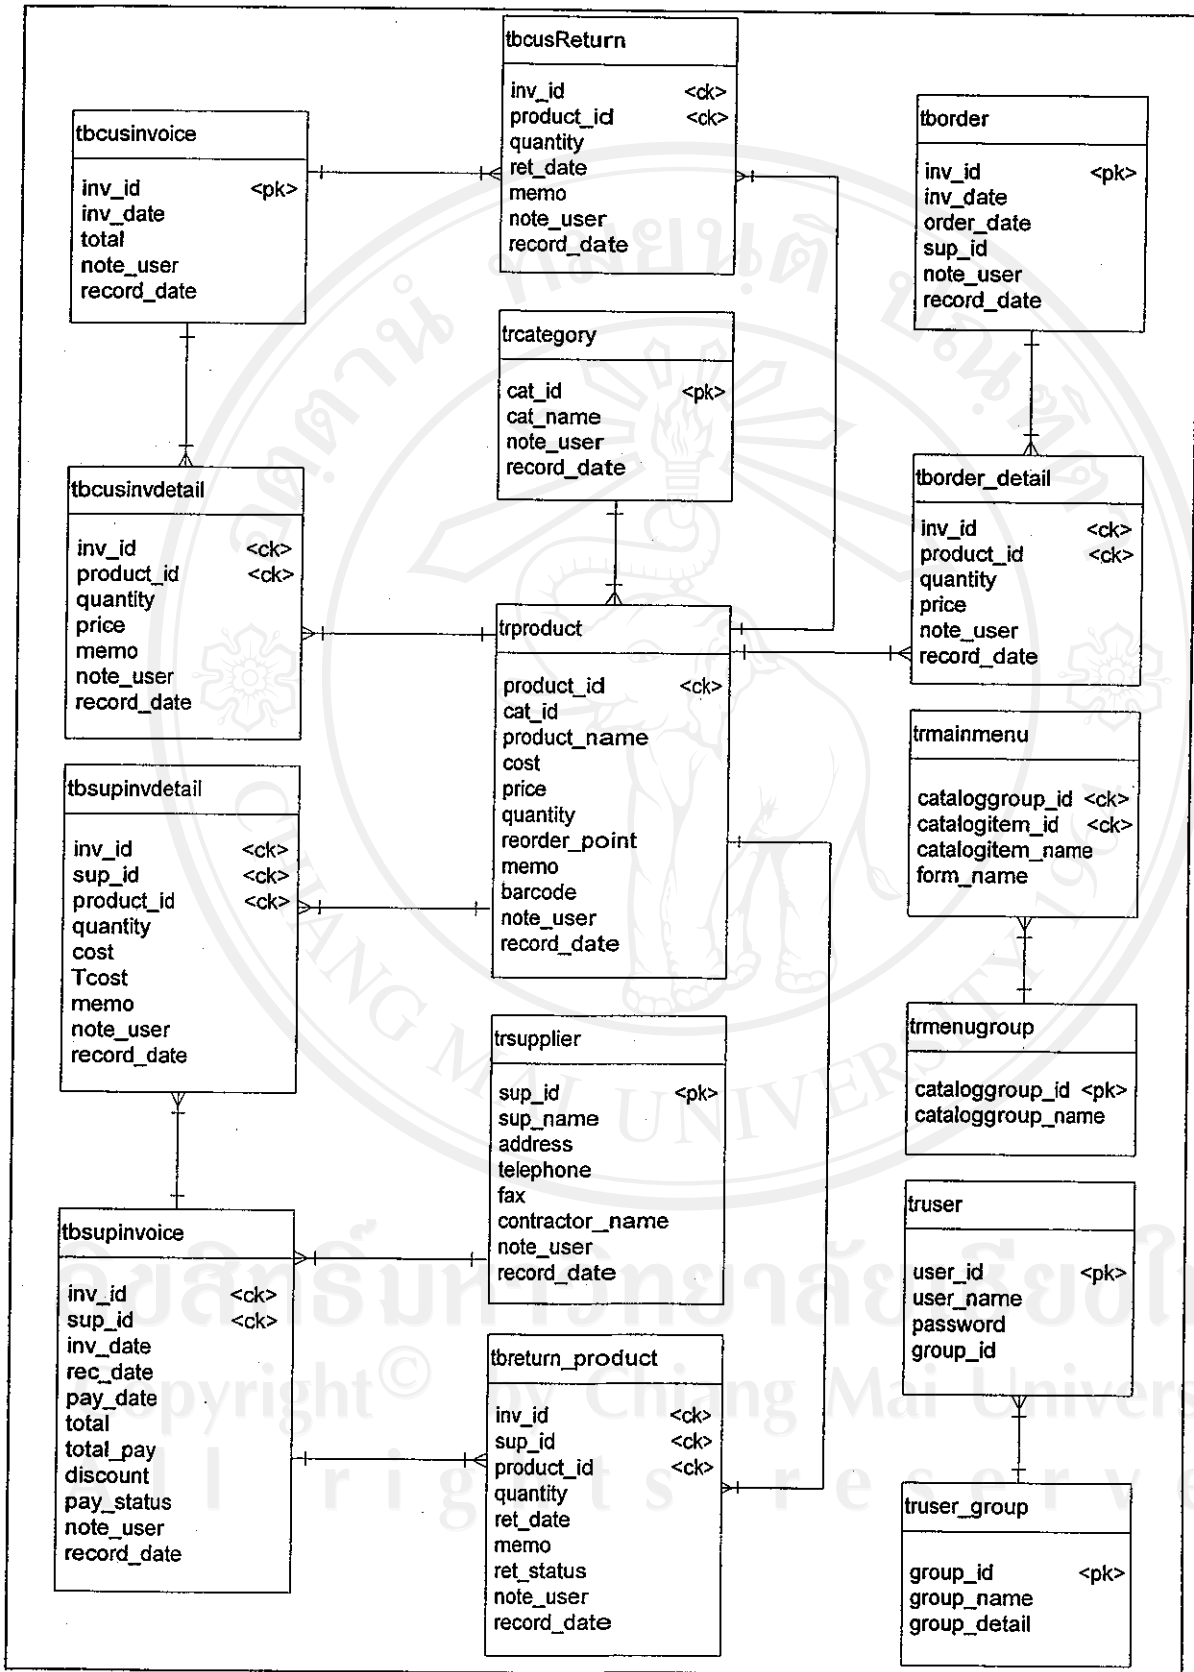 tbcusReturn
inv_id <ck>
product_id <ck>
quantity
ret_date
memo
note_user
record_date
tbcusinvoice
inv_id <pk>
inv_date
total
note_user
record_date
tborder
inv_id <pk>
inv_date
order_date
sup_id
note_user
record_date
trcategory
cat_id <pk>
cat_name
note_user
record_date
tbcusinvdetail
inv_id <ck>
product_id <ck>
quantity
price
memo
note_user
record_date
tborder_detail
inv_id <ck>
product_id <ck>
quantity
price
note_user
record_date
trproduct
product_id <ck>
cat_id
product_name
cost
price
quantity
reorder_point
memo
barcode
note_user
record_date
trmainmenu
cataloggroup_id <ck>
catalogitem_id <ck>
catalogitem_name
form_name
tbsupinvdetail
inv_id <ck>
sup_id <ck>
product_id <ck>
quantity
cost
Tcost
memo
note_user
record_date
trmenugroup
cataloggroup_id <pk>
cataloggroup_name
trsupplier
sup_id <pk>
sup_name
address
telephone
fax
contractor_name
note_user
record_date
truser
user_id <pk>
user_name
password
group_id
tbsupinvoice
inv_id <ck>
sup_id <ck>
inv_date
rec_date
pay_date
total
total_pay
discount
pay_status
note_user
record_date
tbreturn_product
inv_id <ck>
sup_id <ck>
product_id <ck>
quantity
ret_date
memo
ret_status
note_user
record_date
truser_group
group_id <pk>
group_name
group_detail
CHIANG MAI UNIVERSITY 1964
Copyright© by Chiang Mai Univers
All rights reserve